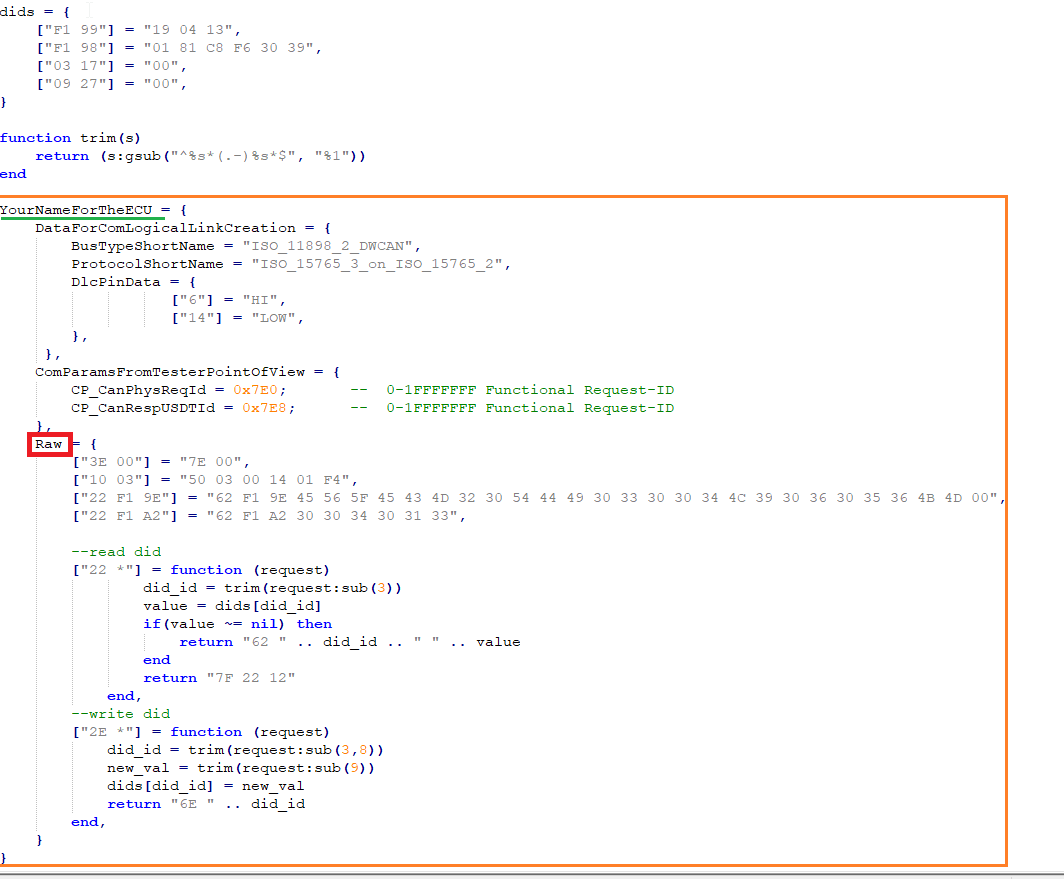 dids = {
    ["F1 99"] = "19 04 13",
    ["F1 98"] = "01 81 C8 F6 30 39",
    ["03 17"] = "00",
    ["09 27"] = "00",
}
function trim(s)
    return (s:gsub("^%s*(.-)%s*$", "%1"))
end
YourNameForTheECU = {
    DataForComLogicalLinkCreation = {
        BusTypeShortName = "ISO_11898_2_DWCAN",
        ProtocolShortName = "ISO_15765_3_on_ISO_15765_2",
        DlcPinData = {
                   ["6"] = "HI",
                   ["14"] = "LOW",
        },
     },
    ComParamsFromTesterPointOfView = {
        CP_CanPhysReqId = 0x7E0;       --  0-1FFFFFFF Functional Request-ID
        CP_CanRespUSDTId = 0x7E8;      --  0-1FFFFFFF Functional Request-ID
    },
    Raw = {
        ["3E 00"] = "7E 00",
        ["10 03"] = "50 03 00 14 01 F4",
        ["22 F1 9E"] = "62 F1 9E 45 56 5F 45 43 4D 32 30 54 44 49 30 33 30 30 34 4C 39 30 36 30 35 36 4B 4D 00",
        ["22 F1 A2"] = "62 F1 A2 30 30 34 30 31 33",
        --read did
        ["22 *"] = function (request)
                did_id = trim(request:sub(3))
                value = dids[did_id]
                if(value ~= nil) then
                    return "62 " .. did_id .. " " .. value
                end
                return "7F 22 12"
            end,
        --write did
        ["2E *"] = function (request)
            did_id = trim(request:sub(3,8))
            new_val = trim(request:sub(9))
            dids[did_id] = new_val
            return "6E " .. did_id
        end,
    }
}